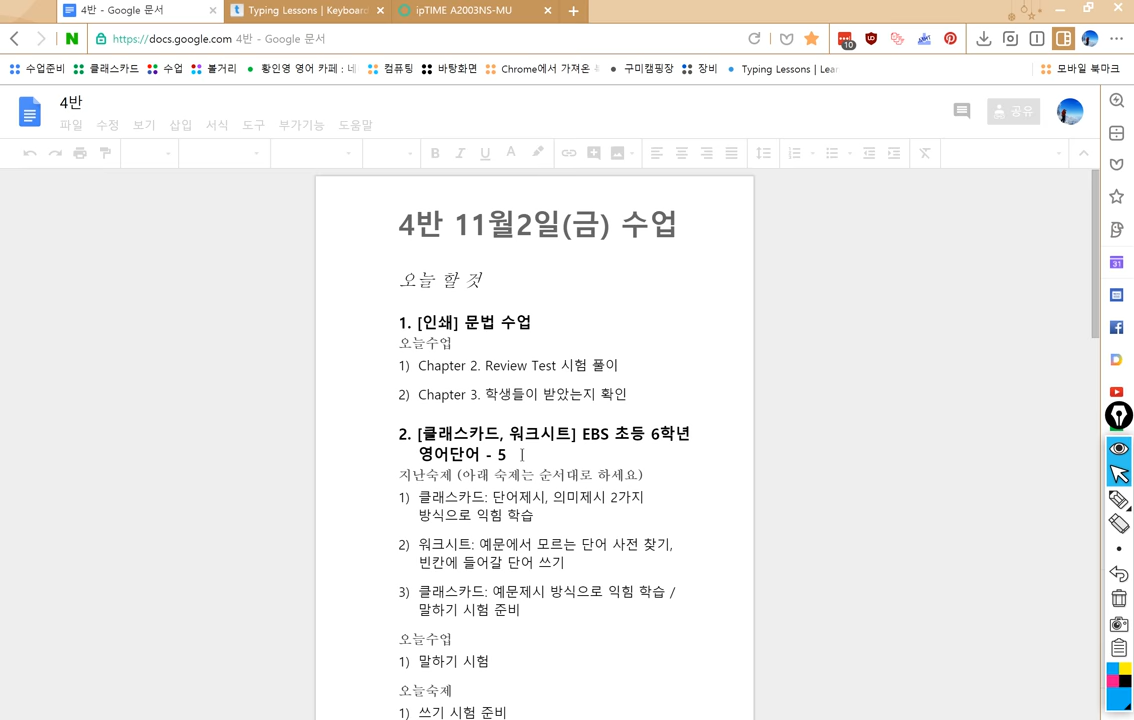 4반 - Google 문서
Typing Lessons | Keyboard
ipTIME A2003NS-MU
N
https://docs.google.com 4반 - Google 문서
10
수업준비
클래스카드
수업
볼거리
황인영 영어 카페 : 네
컴퓨팅
바탕화면
Chrome에서 가져온
구미캠핑장
장비
Typing Lessons | Lear
모바일 북마크
4반
파일 수정 보기 삽입 서식 도구 부가기능 도움말
공유
4반 11월2일(금) 수업
오늘 할 것
1. [인쇄] 문법 수업
오늘수업
1) Chapter 2. Review Test 시험 풀이
2) Chapter 3. 학생들이 받았는지 확인
2. [클래스카드, 워크시트] EBS 초등 6학년
영어단어 - 5
지난숙제 (아래 숙제는 순서대로 하세요)
1) 클래스카드: 단어제시, 의미제시 2가지
방식으로 익힘 학습
2) 워크시트: 예문에서 모르는 단어 사전 찾기,
빈칸에 들어갈 단어 쓰기
3) 클래스카드: 예문제시 방식으로 익힘 학습 /
말하기 시험 준비
오늘수업
1) 말하기 시험
오늘숙제
1) 쓰기 시험 준비
31